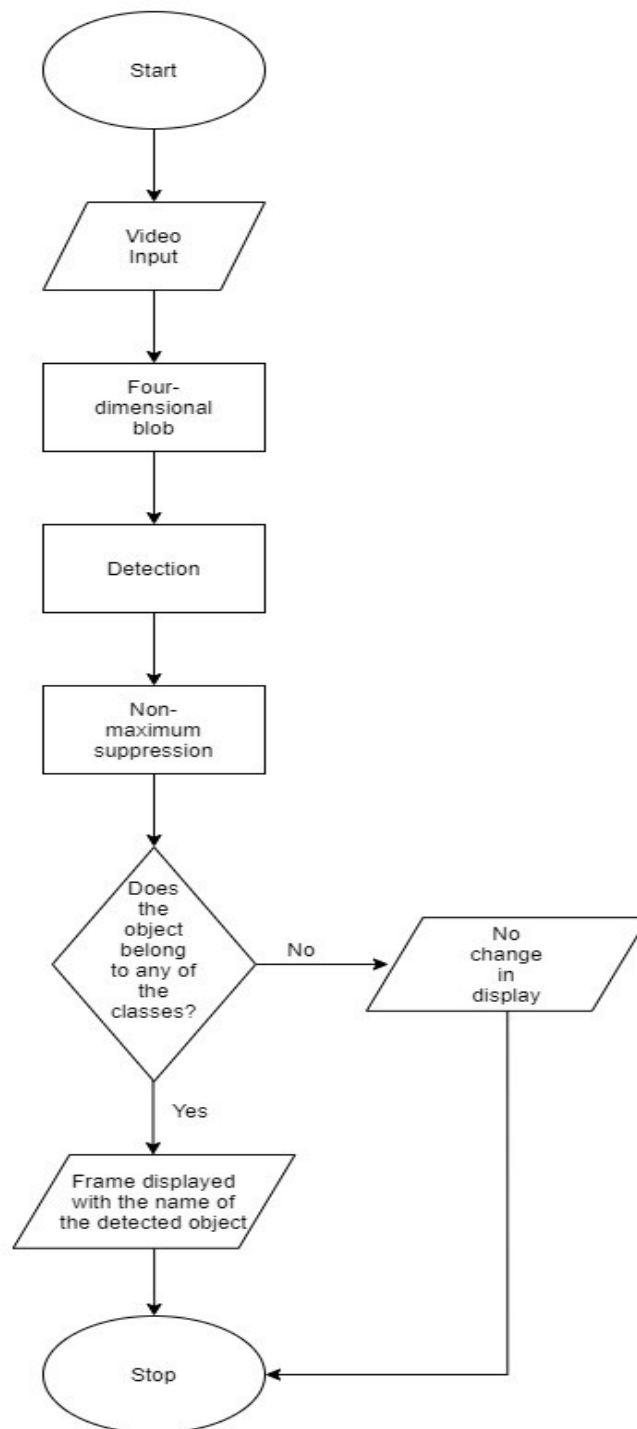 Start
Video
Input
Four-
dimensional
blob
Detection
Non-
maximum
suppression
Does
the
object
belong
to any of
the
classes?
No
No
change
in
display
Yes
Frame displayed
with the name of
the detected object
Stop